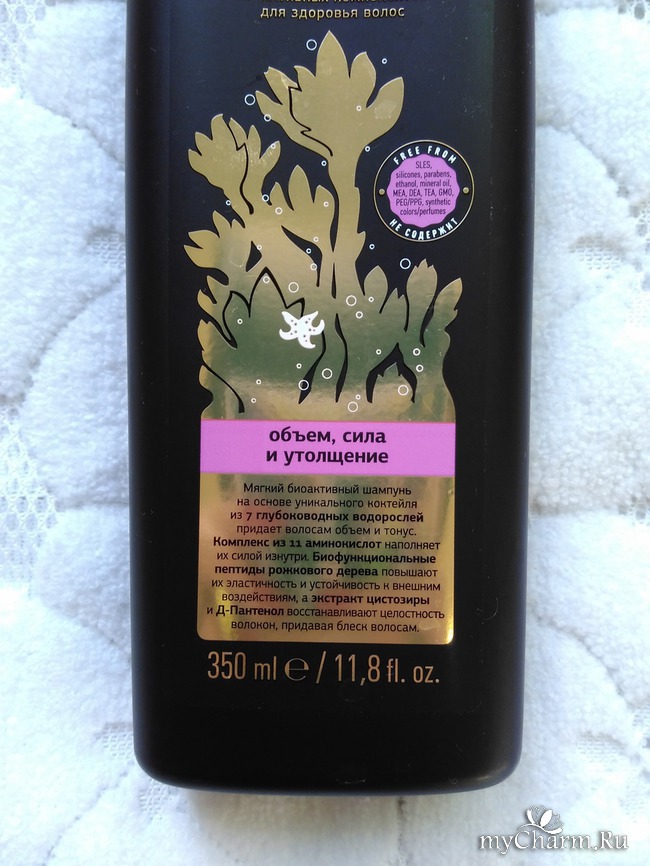 для здоровья волос
FREE FROM
SLES,
silicones, parabens,
ethanol, mineral oil,
MEA, DEA, TEA, GMO,
PEG/PPG, synthetic
colors/perfumes
НЕ СОДЕРЖИТ
объем, сила
и утолщение
Мягкий биоактивный шампунь
на основе уникального коктейля
из 7 глубоководных водорослей
придает волосам объем и тонус.
Комплекс из 11 аминокислот наполняет
их силой изнутри. Биофункциональные
пептиды рожкового дерева повышают
их эластичность и устойчивость к внешним
воздействиям, а экстракт цистозиры
и Д-Пантенол восстанавливают целостность
волокон, придавая блеск волосам.
350 ml ℮ / 11,8 fl. oz.
myCharm.Ru